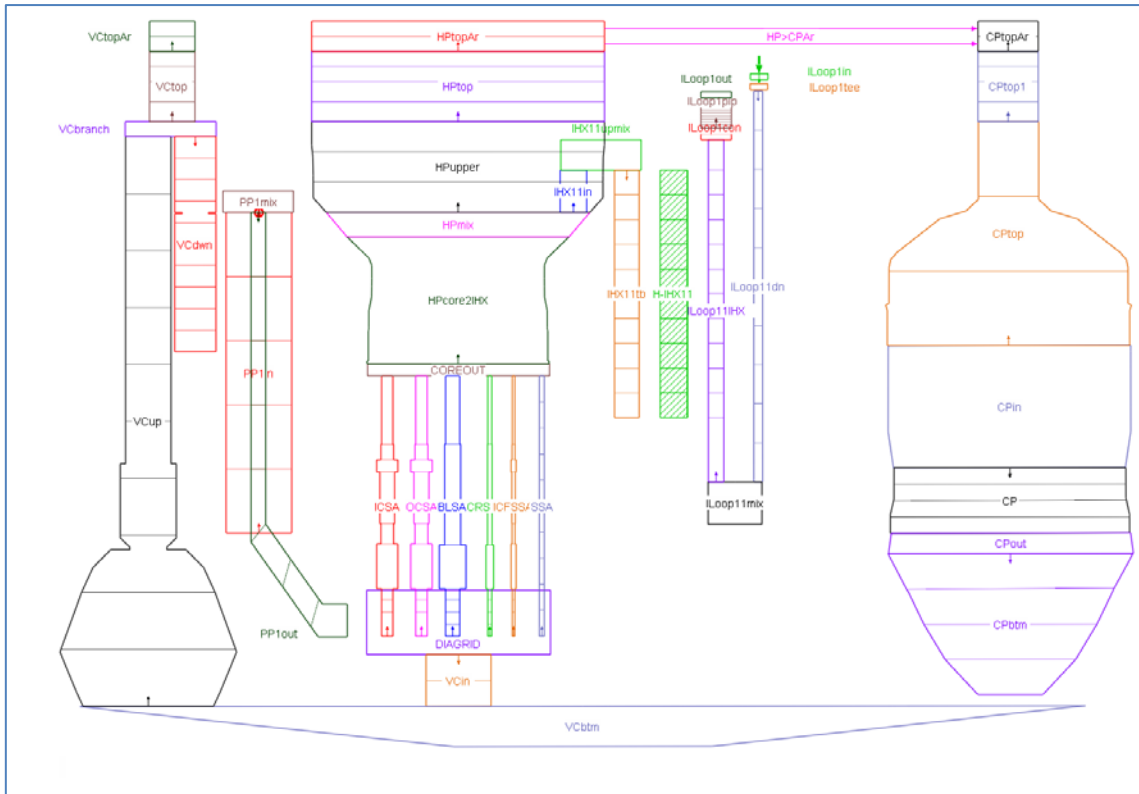 VCtopAr
HPtopAr
HP>CPAr
CPtopAr
VCtop
HPtop
ILoop1out
ILoop1in
ILoop1tee
CPtop1
ILoop1pip
VCbranch
IHX11upmix
ILoop1con
HPupper
IHX11in
PP1mix
HPmix
CPtop
VCdwn
HPcore2IHX
IHX11tb
H-IHX11
ILoop11dn
ILoop11IHX
COREOUT
PP1in
CPin
VCup
ICSA
OCSA
BLSA
CRS
ICFSSA
SSA
ILoop11mix
CP
CPout
PP1out
DIAGRID
CPbtm
VCin
VCbtm